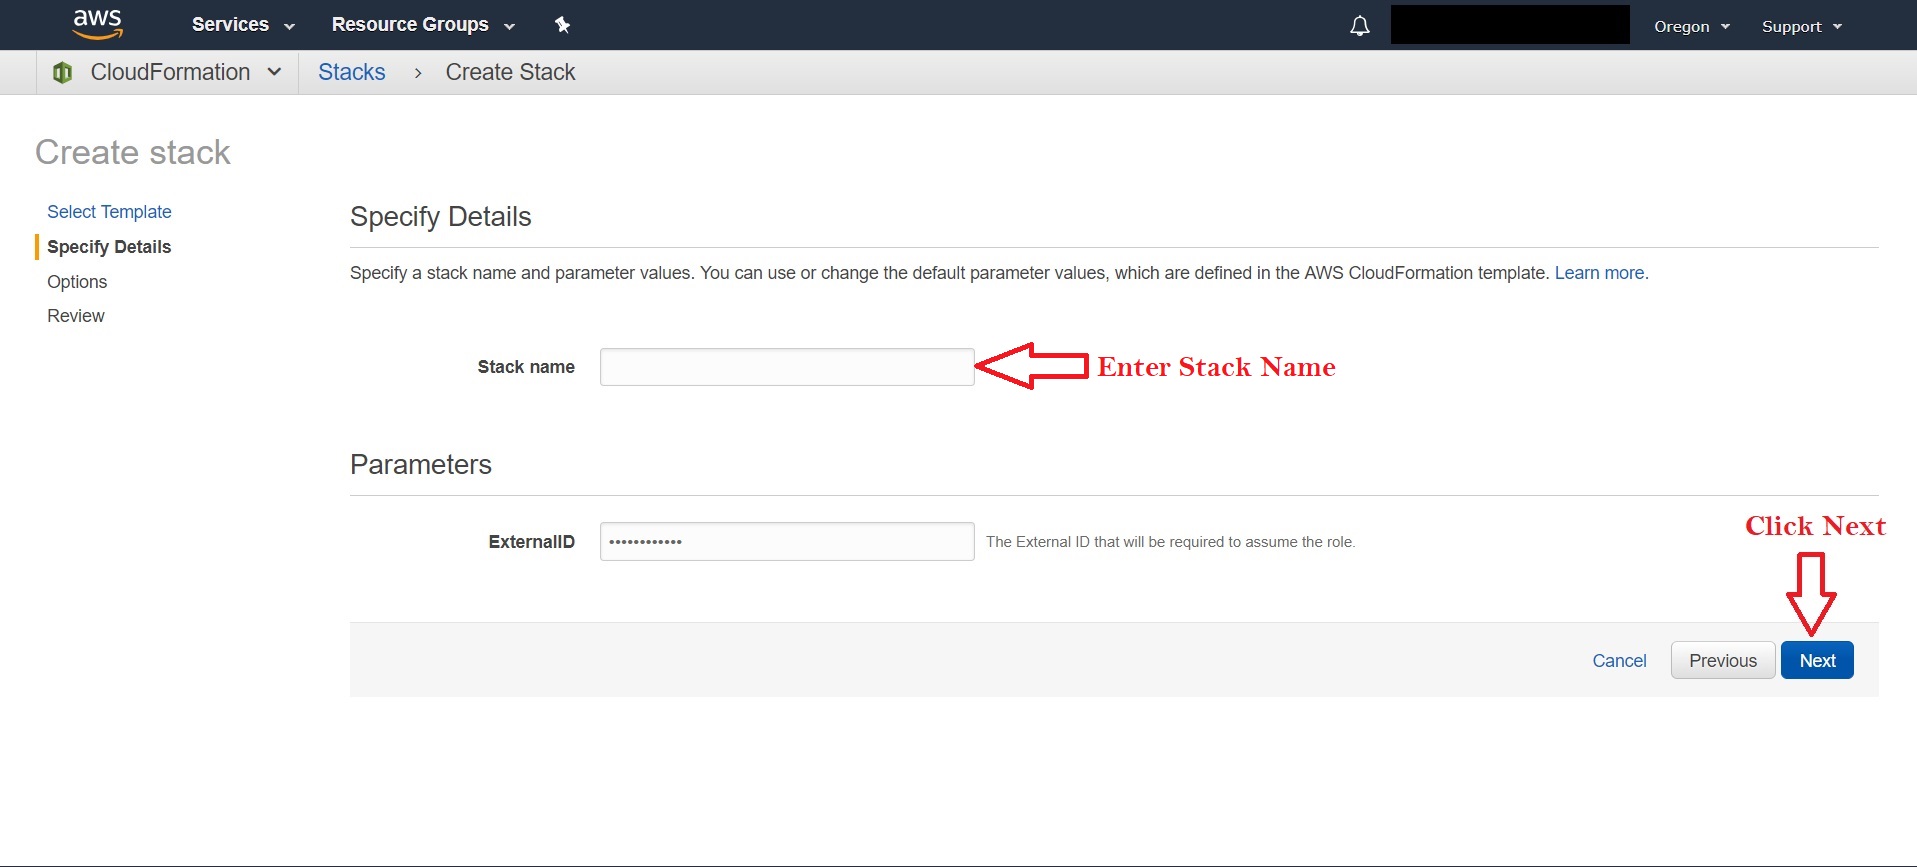 aws Services Resource Groups Oregon Support
CloudFormation Stacks > Create Stack
Create stack
Select Template
Specify Details
Options
Review
Specify Details
Specify a stack name and parameter values. You can use or change the default parameter values, which are defined in the AWS CloudFormation template. Learn more.
Stack name
Enter Stack Name
Parameters
ExternalID •••••••••••• The External ID that will be required to assume the role.
Click Next
Cancel Previous Next